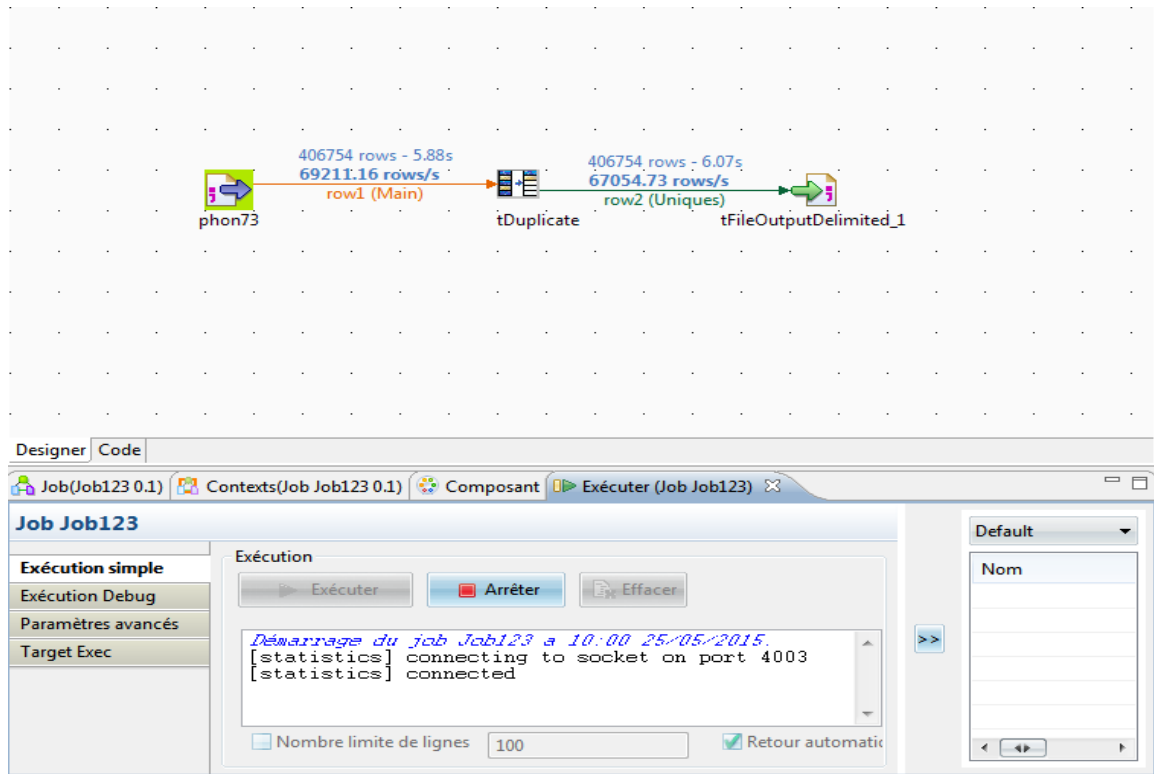 406754 rows - 5.88s
69211.16 rows/s
row1 (Main)
406754 rows - 6.07s
67054.73 rows/s
row2 (Uniques)
phon73
tDuplicate
tFileOutputDelimited_1
Designer
Code
Job(Job123 0.1)
Contexts(Job Job123 0.1)
Composant
Exécuter (Job Job123)
Job Job123
Default
Exécution simple
Exécution Debug
Paramètres avancés
Target Exec
Exécution
Exécuter
Arrêter
Effacer
Démarrage du job Job123 a 10:00 25/05/2015.
[statistics] connecting to socket on port 4003
[statistics] connected
>>
Nom
Nombre limite de lignes
100
Retour automatic